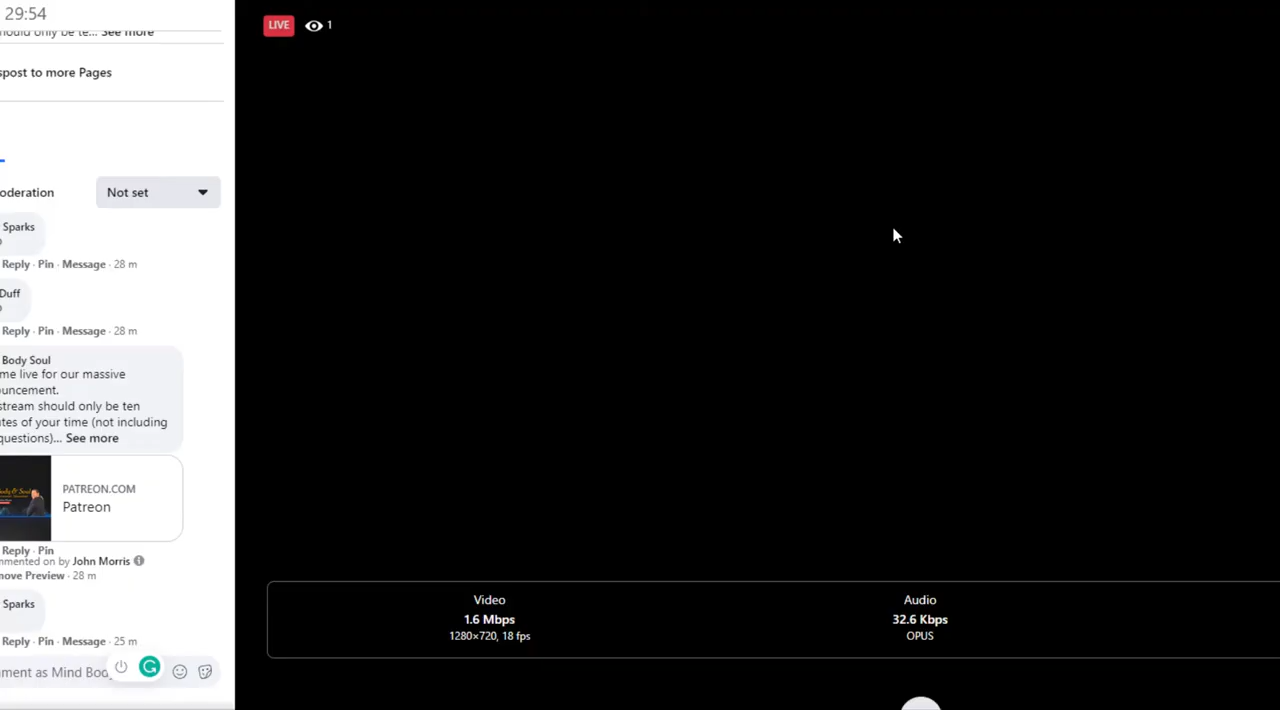 29:54
should only be te... See more
spost to more Pages
oderation
Not set
Sparks
Reply · Pin · Message · 28 m
Duff
Reply · Pin · Message · 28 m
Body Soul
me live for our massive
uncement.
stream should only be ten
tes of your time (not including
questions)... See more
PATREON.COM
Patreon
Reply · Pin
mmented on by John Morris
nove Preview · 28 m
Sparks
Reply · Pin · Message · 25 m
ment as Mind Boo
LIVE
1
Video
1.6 Mbps
1280×720, 18 fps
Audio
32.6 Kbps
OPUS